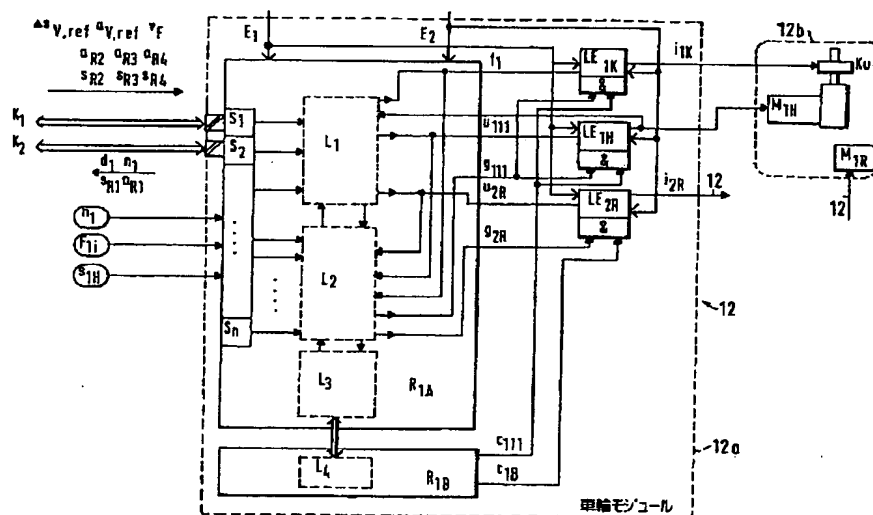 Δs V,ref a V,ref v F
a R2 a R3 a R4
s R2 s R3 s R4
K1
K2
d1 n1
s R1 a R1
n1
F1i
s1H
E1
E2
S1
S2
Sn
L1
L2
L3
L4
R1A
R1B
f1
u111
g111
u2R
g2R
c111
c1B
LE 1K
&
LE 1H
&
LE 2R
&
i1K
i2R
12
12b
Ku
M1H
M1R
12
12
12a
車輪モジュール